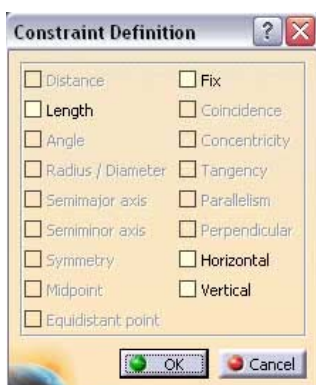 Constraint Definition
Distance
Fix
Length
Coincidence
Angle
Concentricity
Radius / Diameter
Tangency
Semimajor axis
Parallelism
Semiminor axis
Perpendicular
Symmetry
Horizontal
Midpoint
Vertical
Equidistant point
OK
Cancel